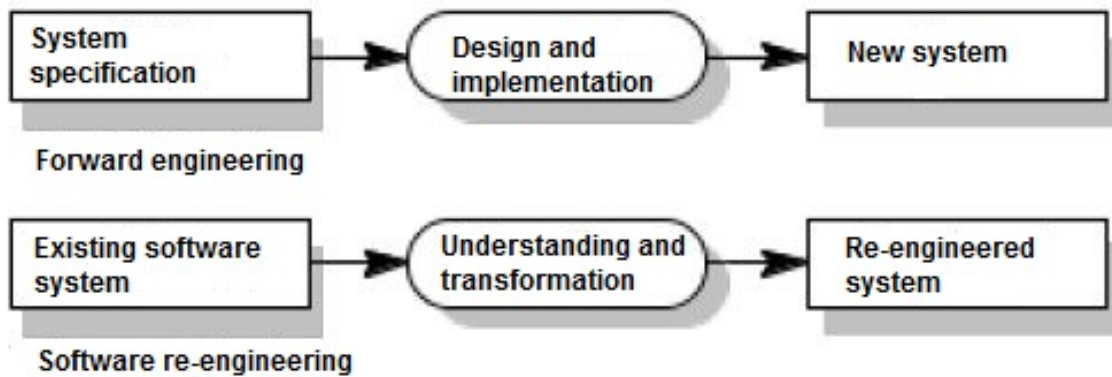 System
specification
Design and
implementation
New system
Forward engineering
Existing software
system
Understanding and
transformation
Re-engineered
system
Software re-engineering